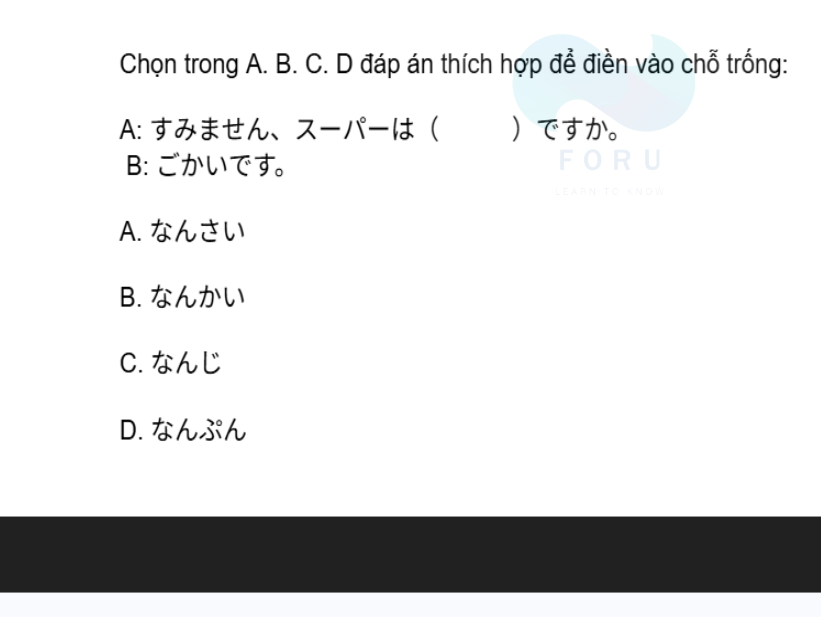 Chọn trong A. B. C. D đáp án thích hợp để điền vào chỗ trống:
A: すみません、スーパーは（　　　）ですか。
B: ごかいです。
FORU
LEARN TO KNOW
A. なんさい
B. なんかい
C. なんじ
D. なんぷん